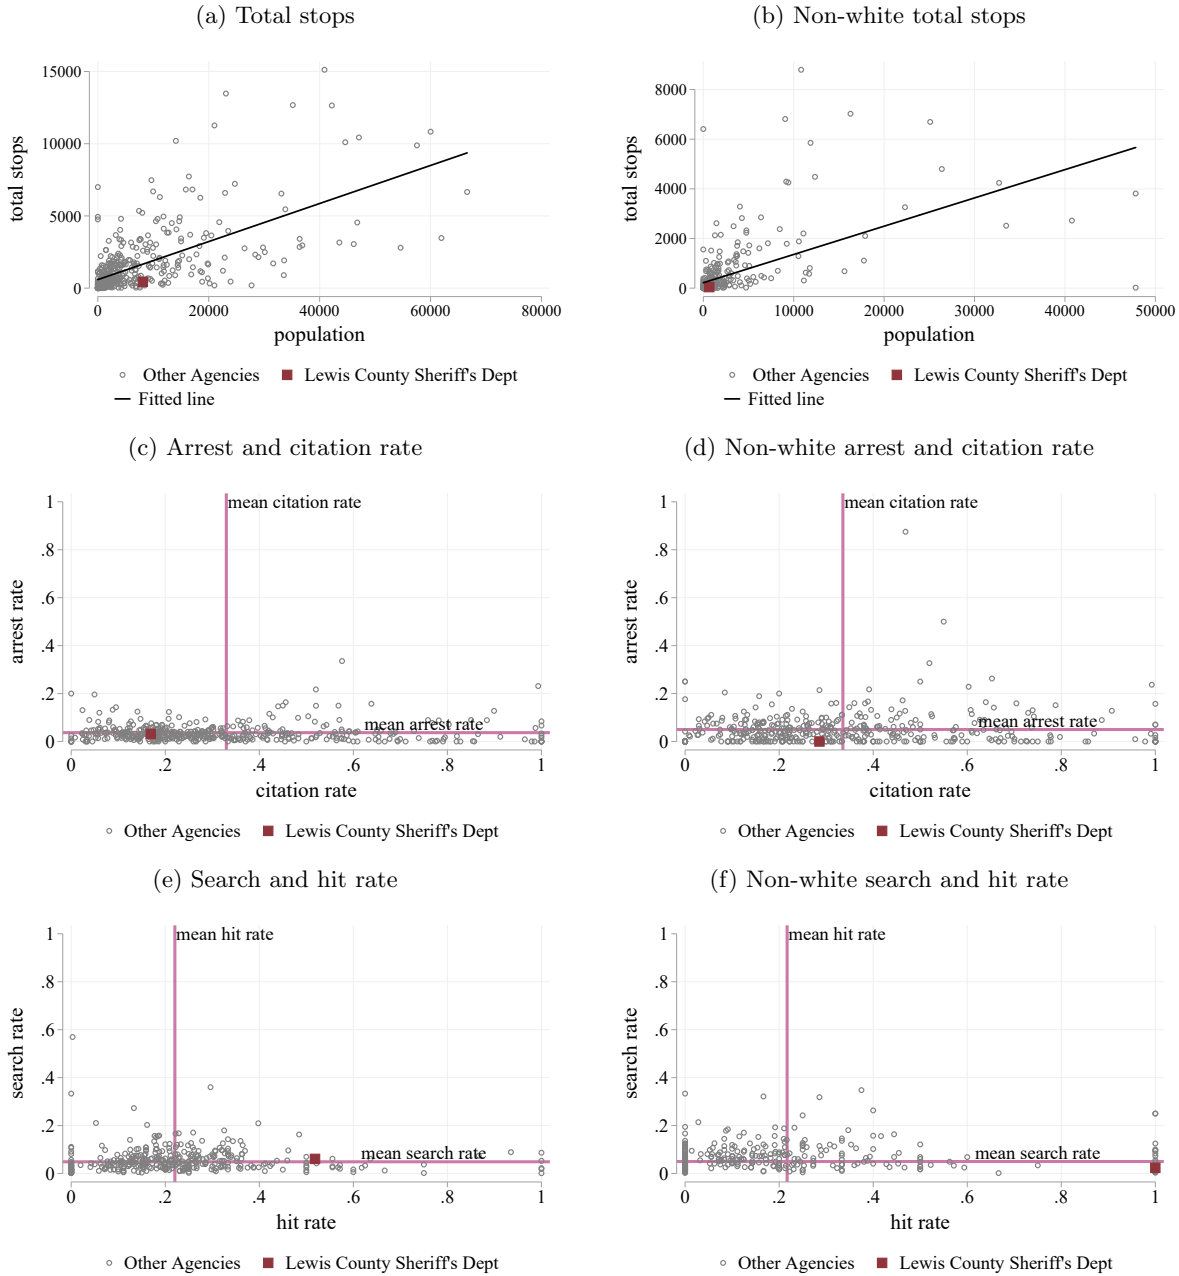 (a) Total stops
(b) Non-white total stops
total stops
15000
10000
5000
0
0
20000
40000
60000
80000
population
Other Agencies
Lewis County Sheriff's Dept
Fitted line
total stops
8000
6000
4000
2000
0
0
10000
20000
30000
40000
50000
population
Other Agencies
Lewis County Sheriff's Dept
Fitted line
(c) Arrest and citation rate
(d) Non-white arrest and citation rate
arrest rate
1
.8
.6
.4
.2
0
mean citation rate
mean arrest rate
0
.2
.4
.6
.8
1
citation rate
Other Agencies
Lewis County Sheriff's Dept
arrest rate
1
.8
.6
.4
.2
0
mean citation rate
mean arrest rate
0
.2
.4
.6
.8
1
citation rate
Other Agencies
Lewis County Sheriff's Dept
(e) Search and hit rate
(f) Non-white search and hit rate
search rate
1
.8
.6
.4
.2
0
mean hit rate
mean search rate
0
.2
.4
.6
.8
1
hit rate
Other Agencies
Lewis County Sheriff's Dept
search rate
1
.8
.6
.4
.2
0
mean hit rate
mean search rate
0
.2
.4
.6
.8
1
hit rate
Other Agencies
Lewis County Sheriff's Dept